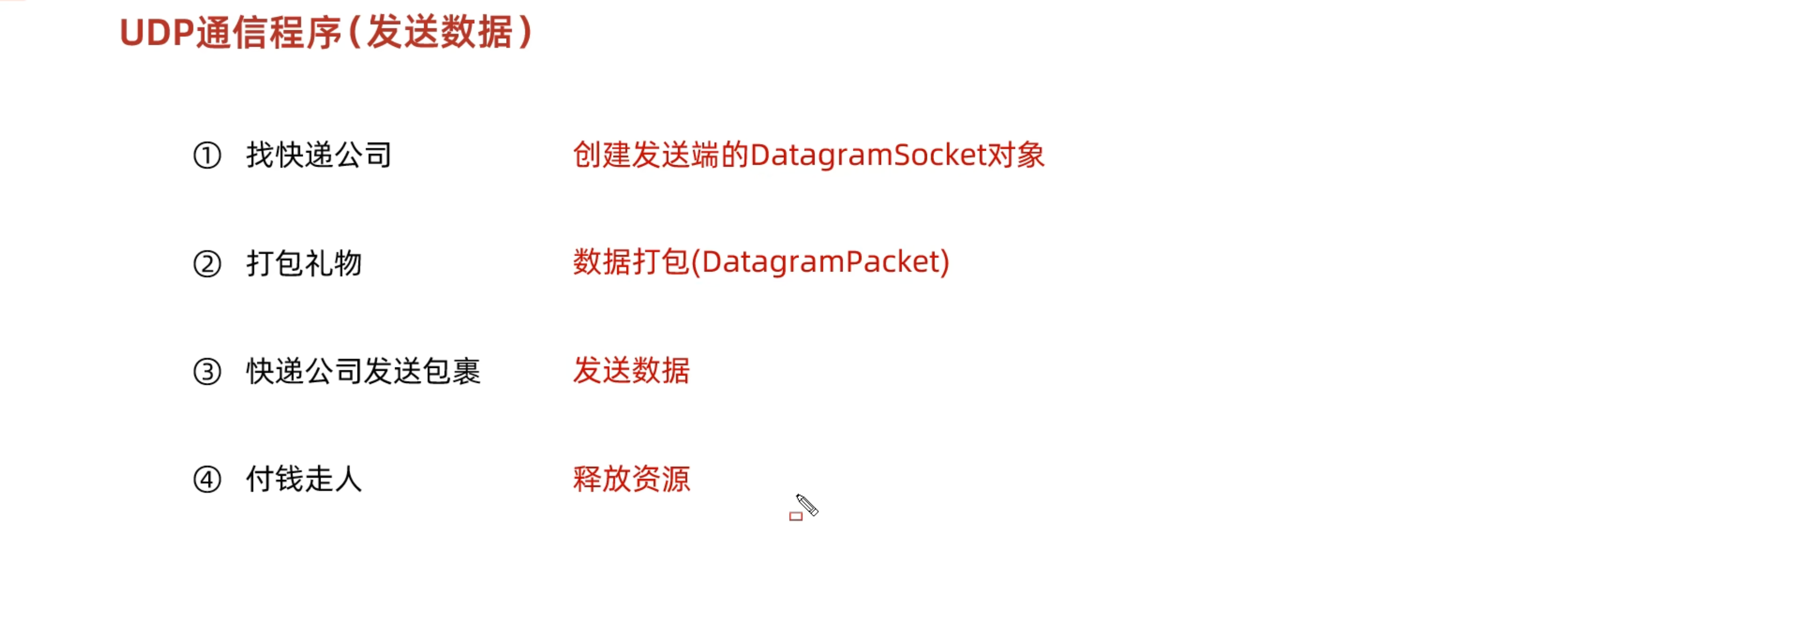 UDP通信程序(发送数据)
① 找快递公司 创建发送端的DatagramSocket对象
② 打包礼物 数据打包(DatagramPacket)
③ 快递公司发送包裹 发送数据
④ 付钱走人 释放资源